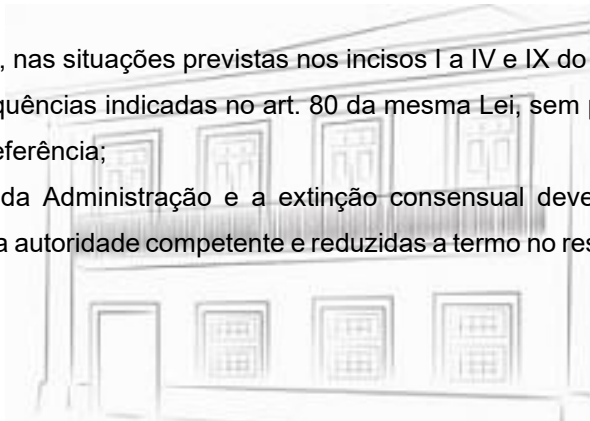 , nas situações previstas nos incisos I a IV e IX do
quências indicadas no art. 80 da mesma Lei, sem
eferência;
da Administração e a extinção consensual deve
a autoridade competente e reduzidas a termo no res